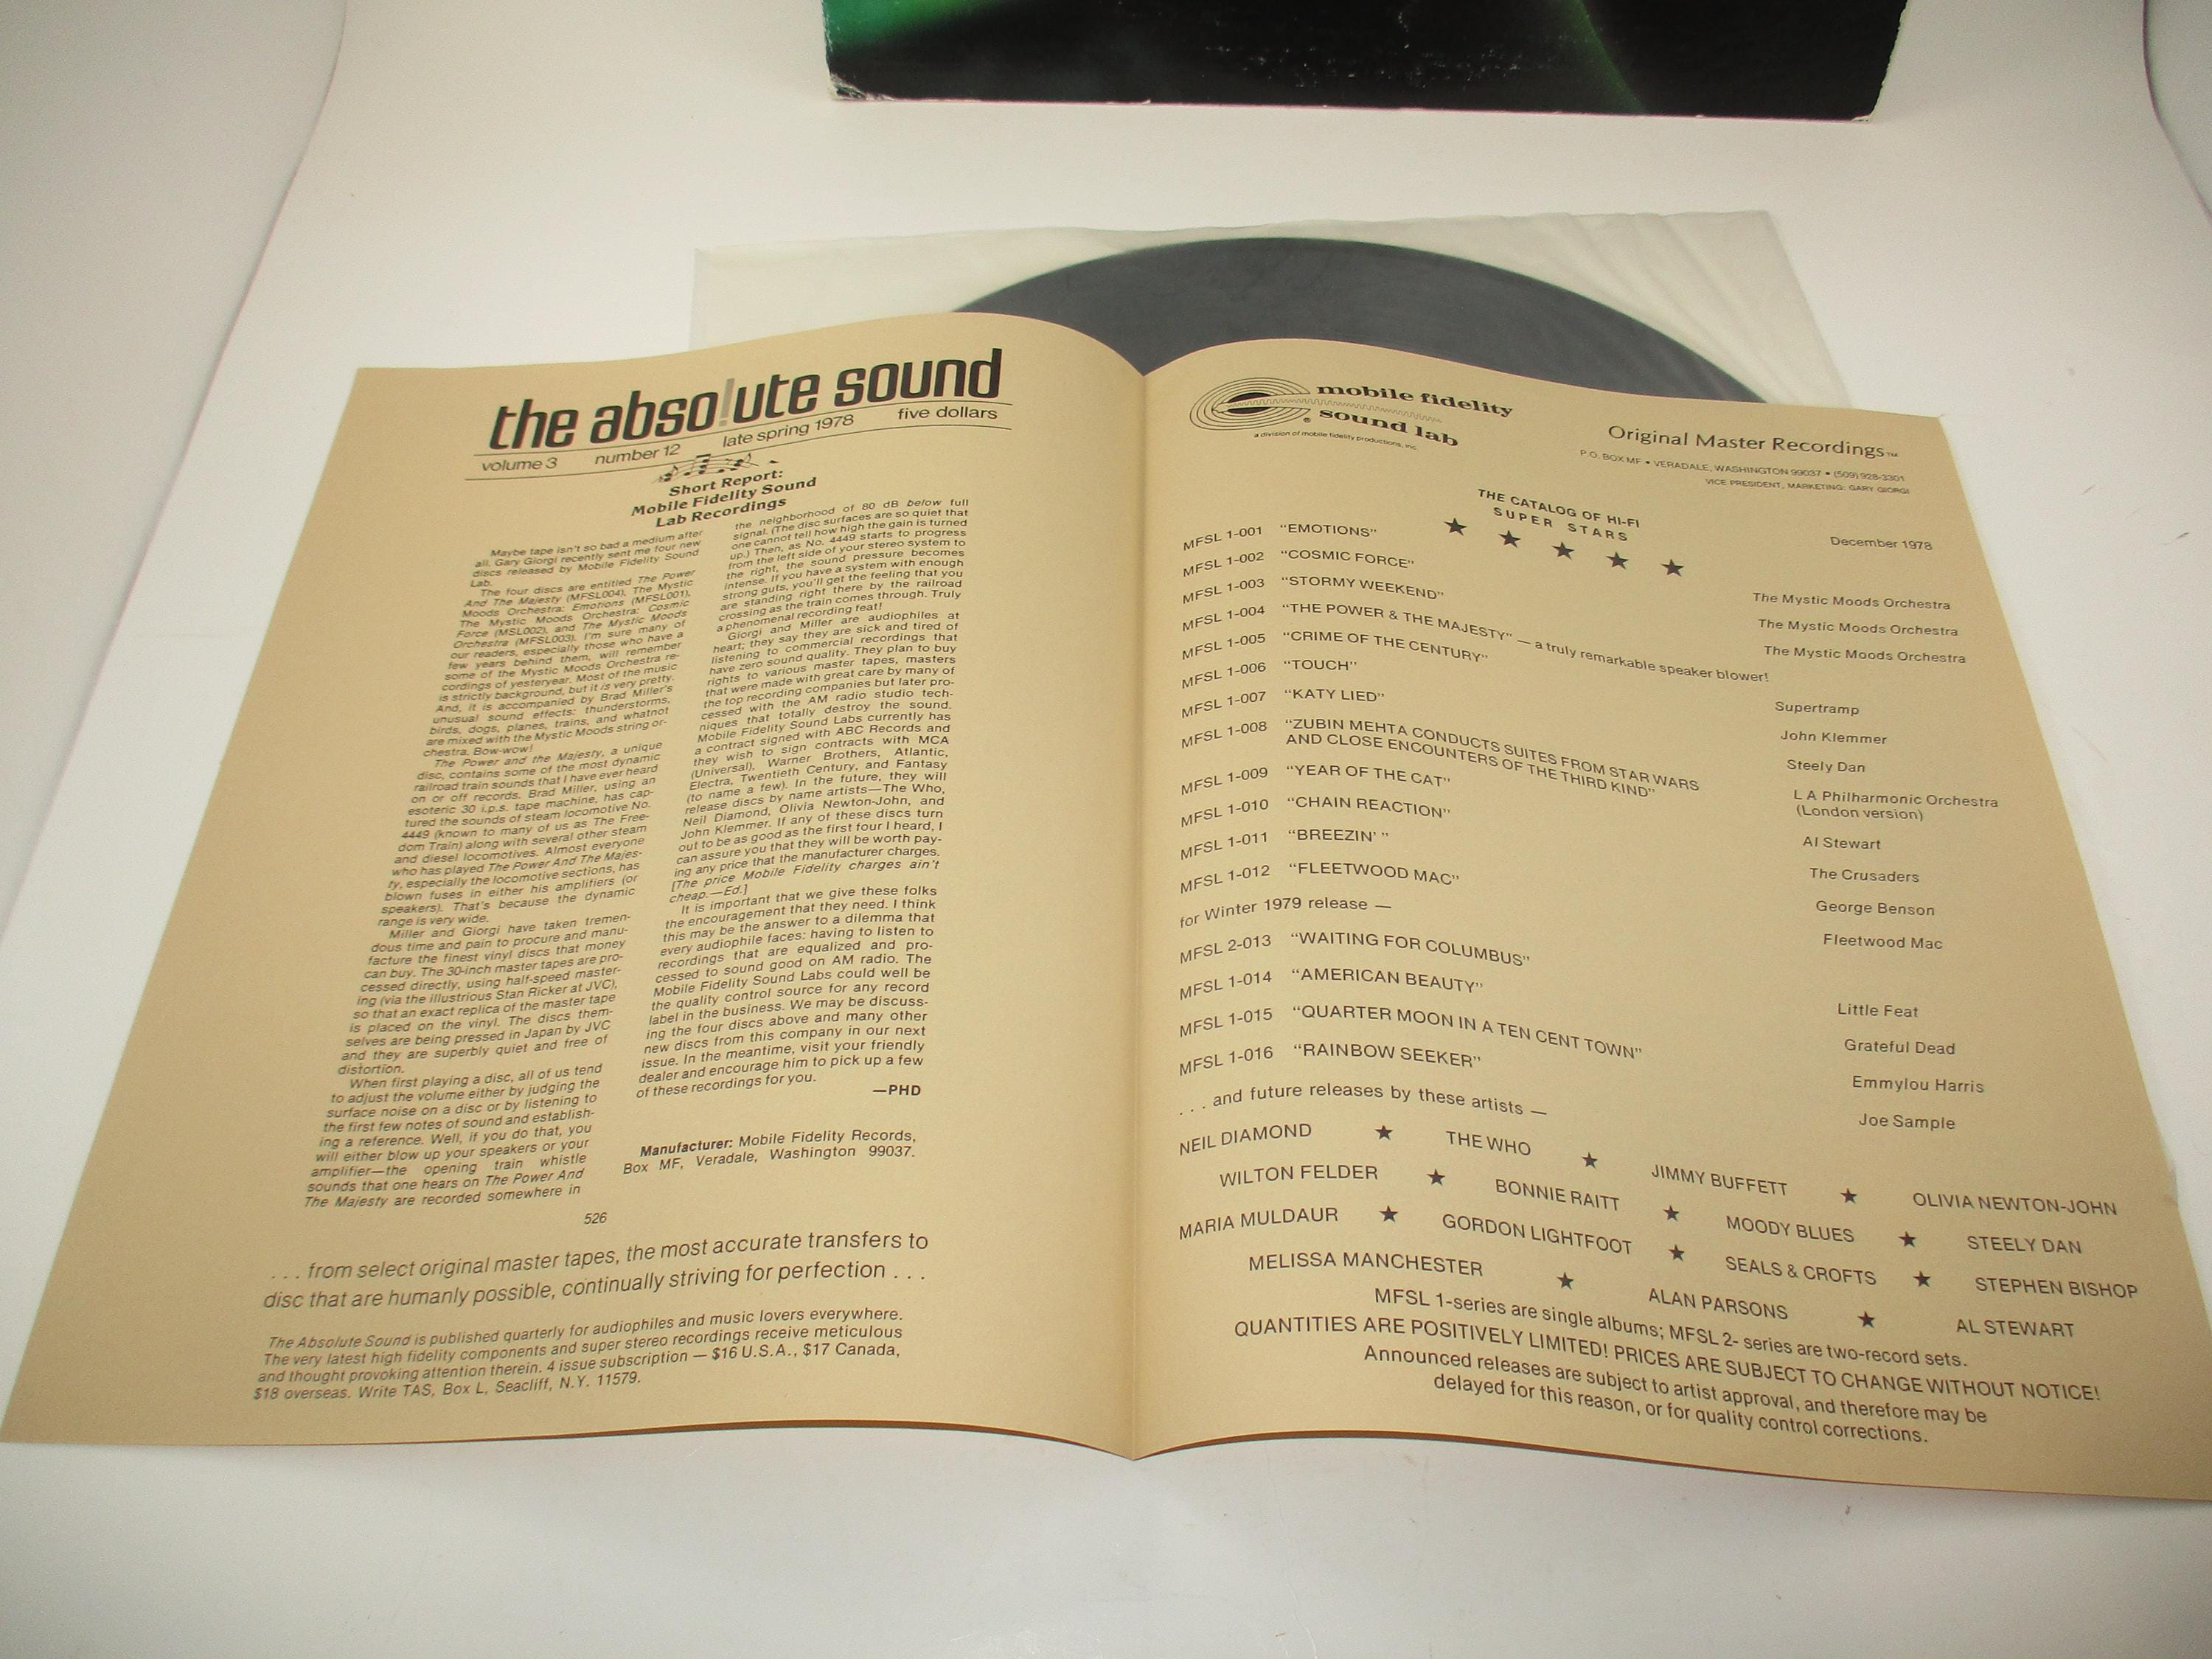 the abso!ute sound
volume 3 number 12 late spring 1978 five dollars
Short Report:
Mobile Fidelity Sound
Lab Recordings
Maybe tape isn't so bad a medium after
all. Gary Giorgi recently sent me four new
discs released by Mobile Fidelity Sound
Lab.
The four discs are entitled The Power
And The Majesty (MFSL004), The Mystic
Moods Orchestra: Emotions (MFSL001),
The Mystic Moods Orchestra: Cosmic
Force (MSL002), and The Mystic Moods
Orchestra (MFSL003). I'm sure many of
our readers, especially those who have a
few years behind them, will remember
some of the Mystic Moods Orchestra re-
cordings of yesteryear. Most of the music
is strictly background, but it is very pretty.
And, it is accompanied by Brad Miller's
unusual sound effects: thunderstorms,
birds, dogs, planes, trains, and whatnot
are mixed with the Mystic Moods string or-
chestra. Bow-wow!
The Power and the Majesty, a unique
disc, contains some of the most dynamic
railroad train sounds that I have ever heard
on or off records. Brad Miller, using an
esoteric 30 i.p.s. tape machine, has cap-
tured the sounds of steam locomotive No.
4449 (known to many of us as The Free-
dom Train) along with several other steam
and diesel locomotives. Almost everyone
who has played The Power And The Majes-
ty, especially the locomotive sections, has
blown fuses in either his amplifiers (or
speakers). That's because the dynamic
range is very wide.
Miller and Giorgi have taken tremen-
dous time and pain to procure and manu-
facture the finest vinyl discs that money
can buy. The 30-inch master tapes are pro-
cessed directly, using half-speed master-
ing (via the illustrious Stan Ricker at JVC),
so that an exact replica of the master tape
is placed on the vinyl. The discs them-
selves are being pressed in Japan by JVC
and they are superbly quiet and free of
distortion.
When first playing a disc, all of us tend
to adjust the volume either by judging the
surface noise on a disc or by listening to
the first few notes of sound and establish-
ing a reference. Well, if you do that, you
will either blow up your speakers or your
amplifier—the opening train whistle
sounds that one hears on The Power And
The Majesty are recorded somewhere in
the neighborhood of 80 dB below full
signal. (The disc surfaces are so quiet that
one cannot tell how high the gain is turned
up.) Then, as No. 4449 starts to progress
from the left side of your stereo system to
the right, the sound pressure becomes
intense. If you have a system with enough
strong guts, you'll get the feeling that you
are standing right there by the railroad
crossing as the train comes through. Truly
a phenomenal recording feat!
Giorgi and Miller are audiophiles at
heart; they say they are sick and tired of
listening to commercial recordings that
have zero sound quality. They plan to buy
rights to various master tapes, masters
that were made with great care by many of
the top recording companies but later pro-
cessed with the AM radio studio tech-
niques that totally destroy the sound.
Mobile Fidelity Sound Labs currently has
a contract signed with ABC Records and
they wish to sign contracts with MCA
(Universal), Warner Brothers, Atlantic,
Electra, Twentieth Century, and Fantasy
(to name a few). In the future, they will
release discs by name artists—The Who,
Neil Diamond, Olivia Newton-John, and
John Klemmer. If any of these discs turn
out to be as good as the first four I heard, I
can assure you that they will be worth pay-
ing any price that the manufacturer charges.
[The price Mobile Fidelity charges ain't
cheap.—Ed.]
It is important that we give these folks
the encouragement that they need. I think
this may be the answer to a dilemma that
every audiophile faces: having to listen to
recordings that are equalized and pro-
cessed to sound good on AM radio. The
Mobile Fidelity Sound Labs could well be
the quality control source for any record
label in the business. We may be discuss-
ing the four discs above and many other
new discs from this company in our next
issue. In the meantime, visit your friendly
dealer and encourage him to pick up a few
of these recordings for you.
—PHD
Manufacturer: Mobile Fidelity Records,
Box MF, Veradale, Washington 99037.
526
. . . from select original master tapes, the most accurate transfers to
disc that are humanly possible, continually striving for perfection . . .
The Absolute Sound is published quarterly for audiophiles and music lovers everywhere.
The very latest high fidelity components and super stereo recordings receive meticulous
and thought provoking attention therein. 4 issue subscription — $16 U.S.A., $17 Canada,
$18 overseas. Write TAS, Box L, Seacliff, N.Y. 11579.
mobile fidelity
sound lab
®
a division of mobile fidelity productions, inc.
Original Master Recordings™
P.O. BOX MF • VERADALE, WASHINGTON 99037 • (509) 928-3301
VICE PRESIDENT, MARKETING: GARY GIORGI
THE CATALOG OF HI-FI
SUPER STARS
★ ★ ★ ★ ★
December 1978
MFSL 1-001 “EMOTIONS” The Mystic Moods Orchestra
MFSL 1-002 “COSMIC FORCE” The Mystic Moods Orchestra
MFSL 1-003 “STORMY WEEKEND” The Mystic Moods Orchestra
MFSL 1-004 “THE POWER & THE MAJESTY” — a truly remarkable speaker blower!
MFSL 1-005 “CRIME OF THE CENTURY” Supertramp
MFSL 1-006 “TOUCH” John Klemmer
MFSL 1-007 “KATY LIED” Steely Dan
MFSL 1-008 “ZUBIN MEHTA CONDUCTS SUITES FROM STAR WARS L A Philharmonic Orchestra
AND CLOSE ENCOUNTERS OF THE THIRD KIND” (London version)
MFSL 1-009 “YEAR OF THE CAT” Al Stewart
MFSL 1-010 “CHAIN REACTION” The Crusaders
MFSL 1-011 “BREEZIN' ” George Benson
MFSL 1-012 “FLEETWOOD MAC” Fleetwood Mac
for Winter 1979 release —
MFSL 2-013 “WAITING FOR COLUMBUS” Little Feat
MFSL 1-014 “AMERICAN BEAUTY” Grateful Dead
MFSL 1-015 “QUARTER MOON IN A TEN CENT TOWN” Emmylou Harris
MFSL 1-016 “RAINBOW SEEKER” Joe Sample
. . . and future releases by these artists —
NEIL DIAMOND ★ THE WHO ★ JIMMY BUFFETT ★ OLIVIA NEWTON-JOHN
WILTON FELDER ★ BONNIE RAITT ★ MOODY BLUES ★ STEELY DAN
MARIA MULDAUR ★ GORDON LIGHTFOOT ★ SEALS & CROFTS ★ STEPHEN BISHOP
MELISSA MANCHESTER ★ ALAN PARSONS ★ AL STEWART
MFSL 1-series are single albums; MFSL 2- series are two-record sets.
QUANTITIES ARE POSITIVELY LIMITED! PRICES ARE SUBJECT TO CHANGE WITHOUT NOTICE!
Announced releases are subject to artist approval, and therefore may be
delayed for this reason, or for quality control corrections.